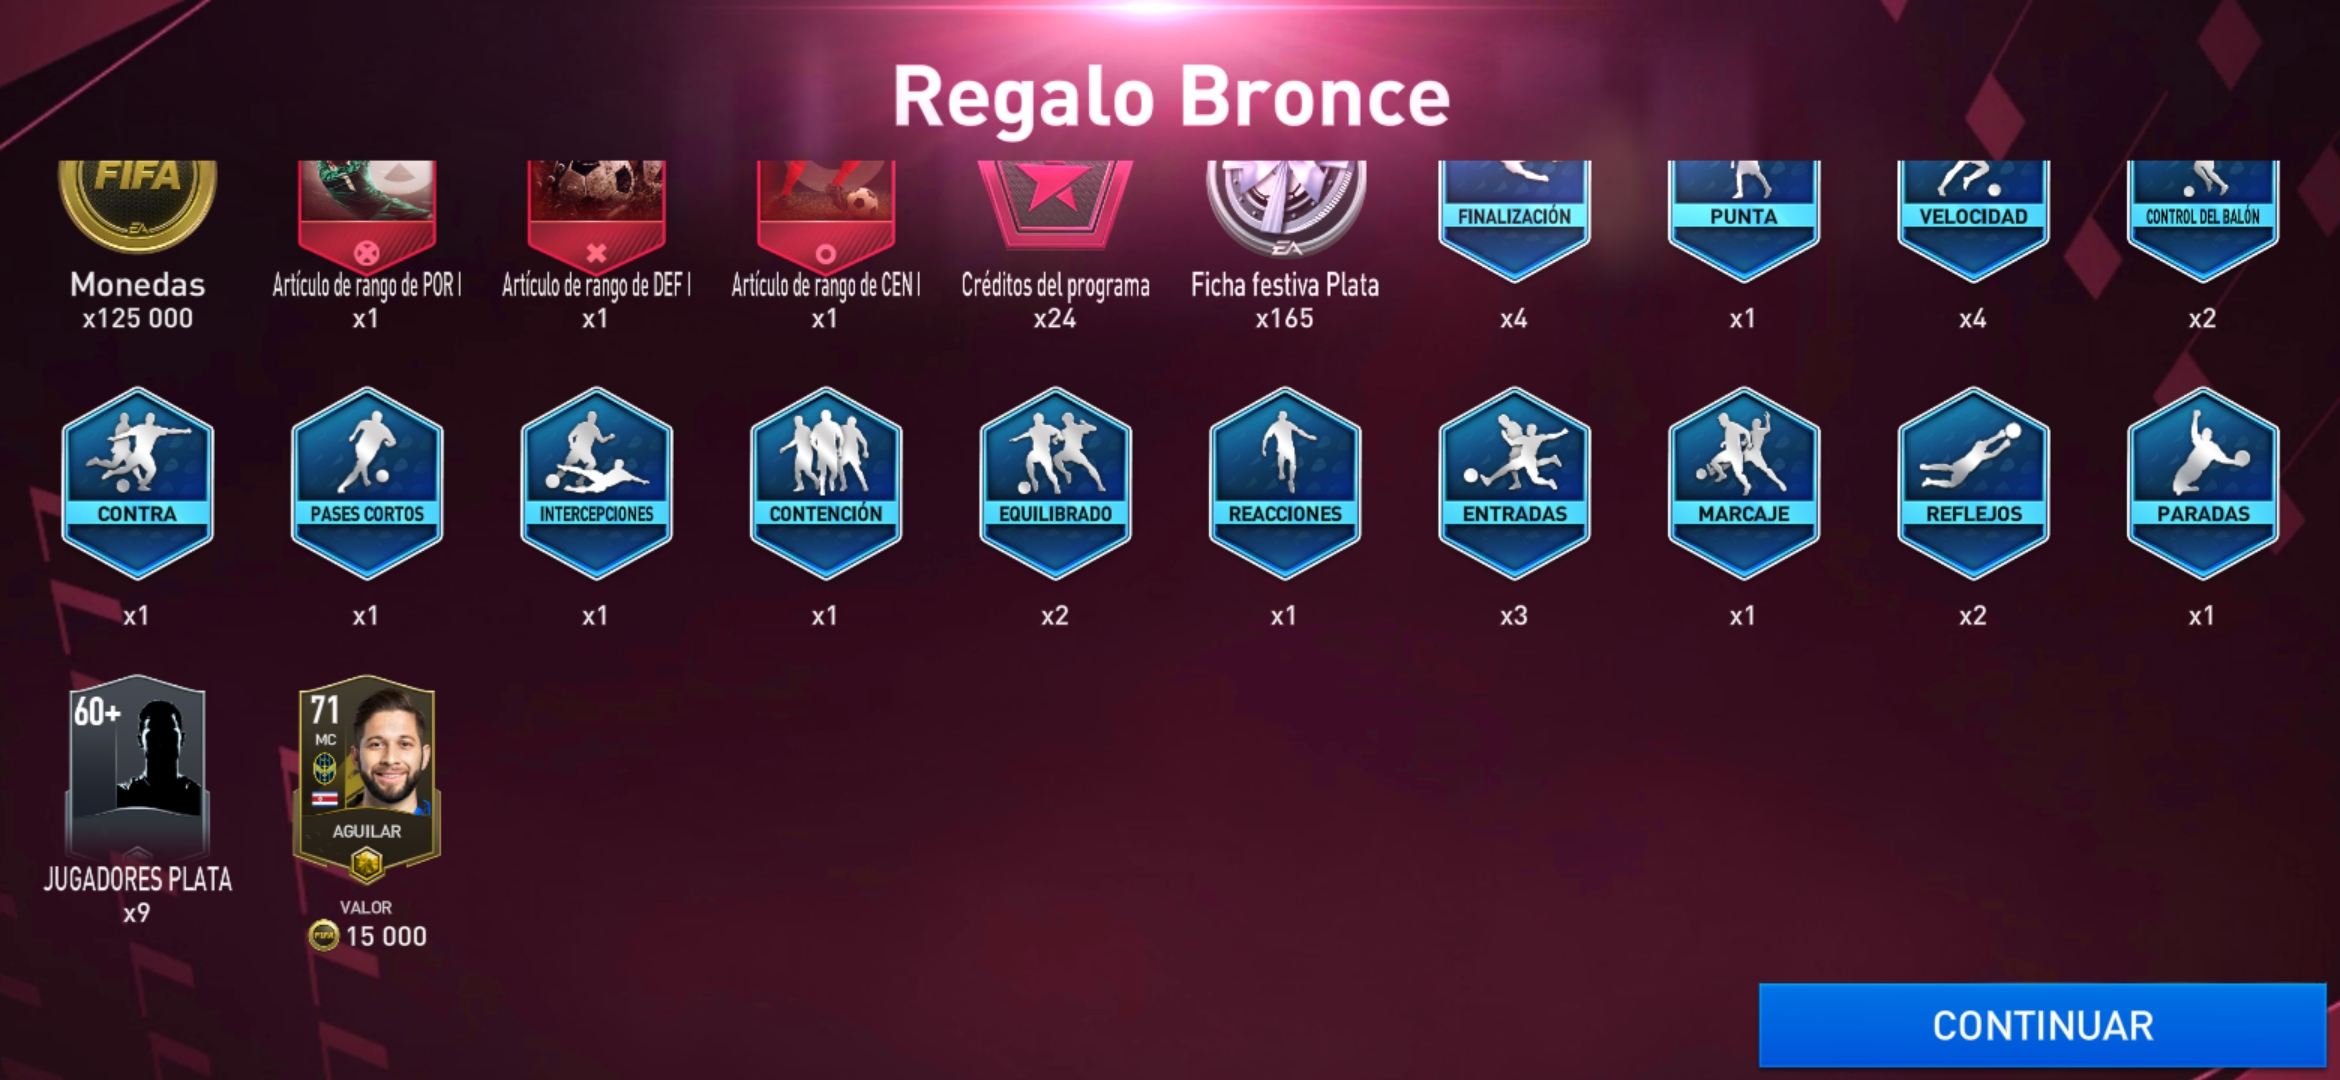 Regalo Bronce
FIFA
EA
EA
FINALIZACIÓN
PUNTA
VELOCIDAD
CONTROL DEL BALÓN
Monedas
Artículo de rango de POR I
Artículo de rango de DEF I
Artículo de rango de CEN I
Créditos del programa
Ficha festiva Plata
x125 000
x1
x1
x1
x24
x165
x4
x1
x4
x2
CONTRA
PASES CORTOS
INTERCEPCIONES
CONTENCIÓN
EQUILIBRADO
REACCIONES
ENTRADAS
MARCAJE
REFLEJOS
PARADAS
x1
x1
x1
x1
x2
x1
x3
x1
x2
x1
60+
JUGADORES PLATA
x9
71
MC
AGUILAR
VALOR
FIFA
15 000
CONTINUAR